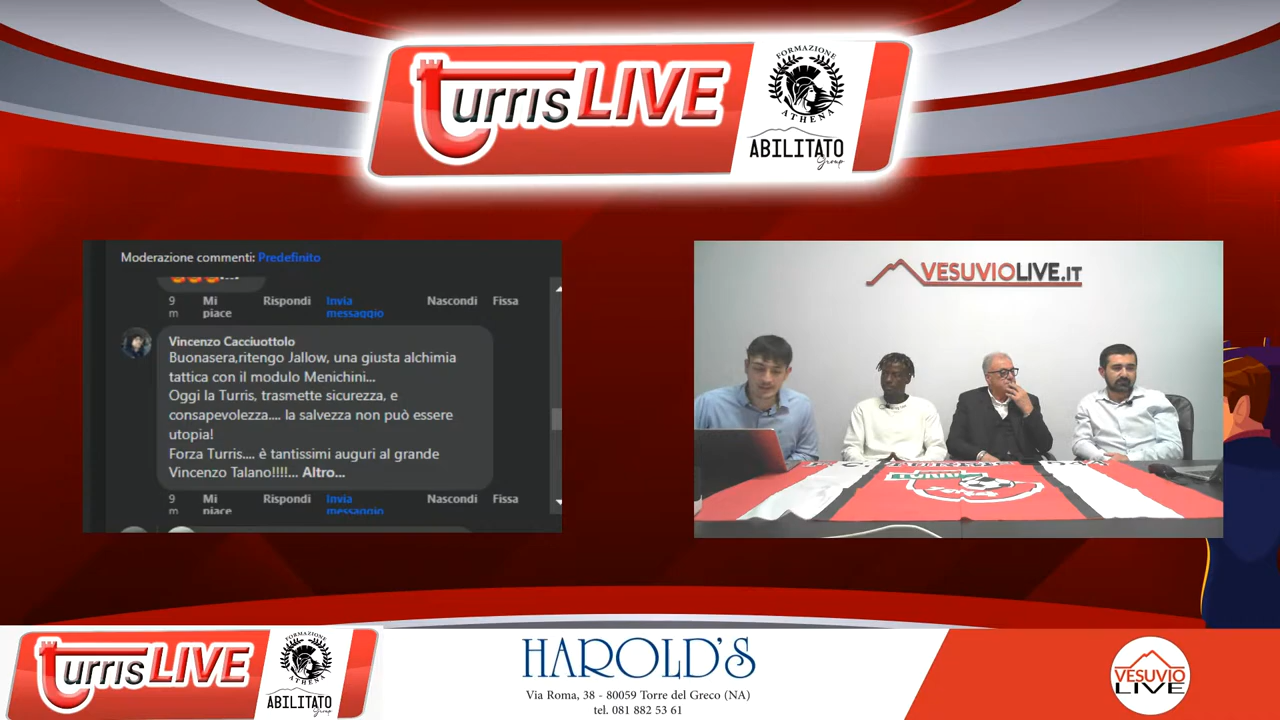 Turris LIVE
FORMAZIONE
ATHENA
ABILITATO
Group
Moderazione commenti: Predefinito
9 m Mi piace Rispondi Invia messaggio Nascondi Fissa
Vincenzo Cacciuottolo
Buonasera,ritengo Jallow, una giusta alchimia
tattica con il modulo Menichini...
Oggi la Turris, trasmette sicurezza, e
consapevolezza.... la salvezza non può essere
utopia!
Forza Turris.... è tantissimi auguri al grande
Vincenzo Talano!!!!... Altro...
9 m Mi piace Rispondi Invia messaggio Nascondi Fissa
VESUVIOLIVE.IT
Turris LIVE
FORMAZIONE
ATHENA
ABILITATO
Group
HAROLD'S
Via Roma, 38 - 80059 Torre del Greco (NA)
tel. 081 882 53 61
VESUVIO
LIVE